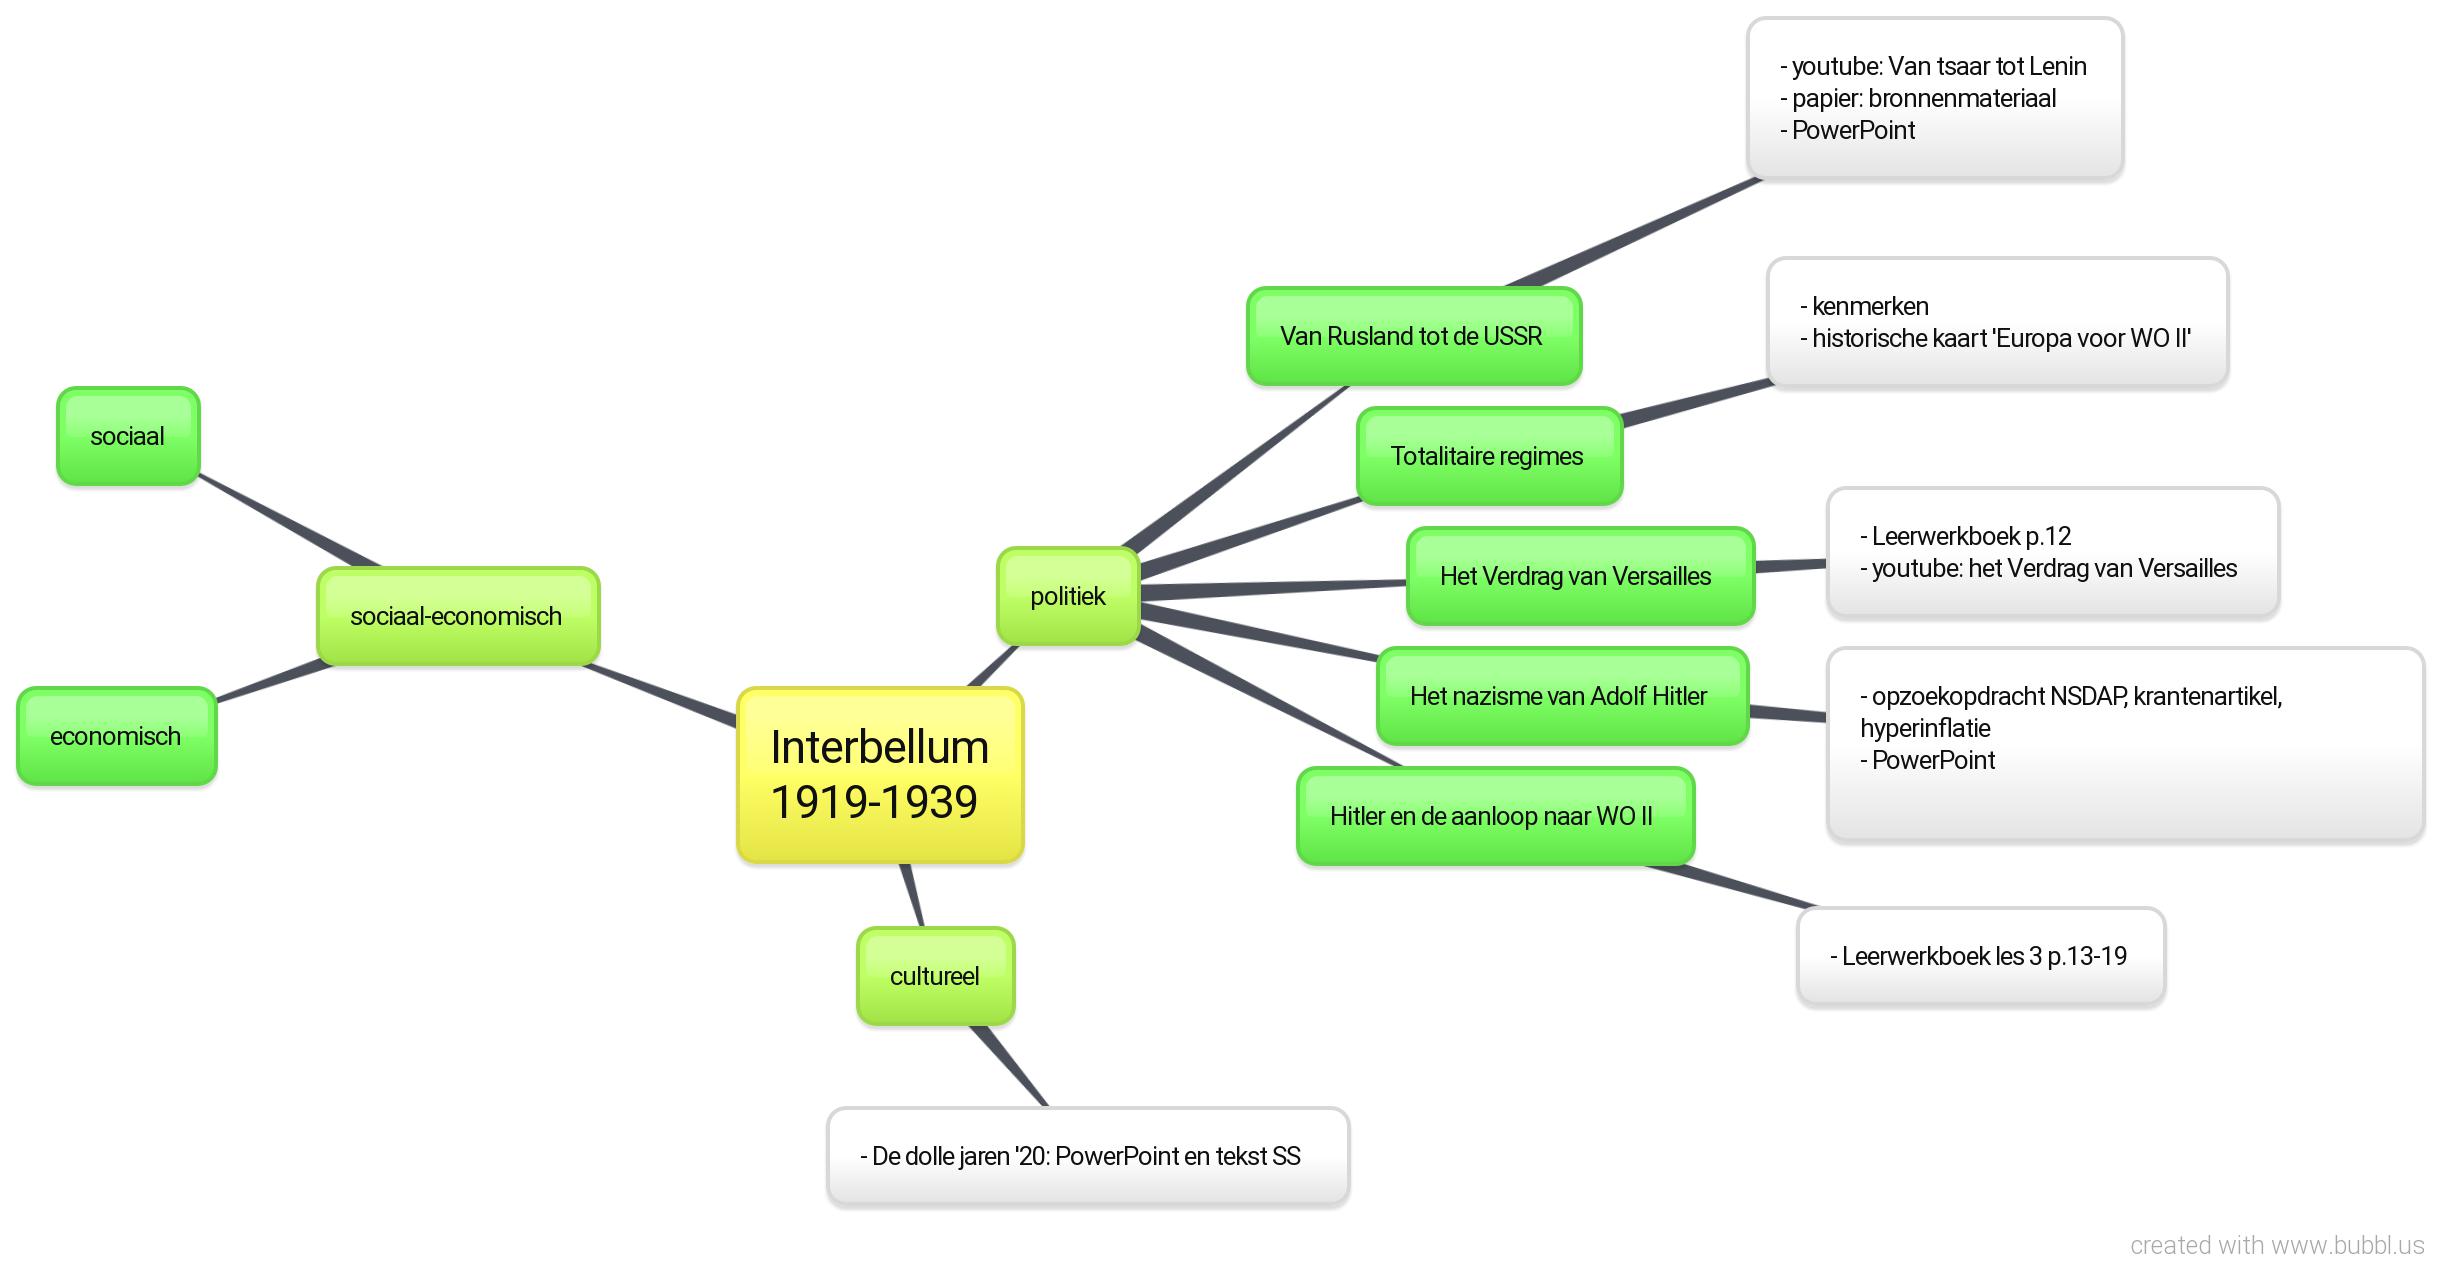 - youtube: Van tsaar tot Lenin
- papier: bronnenmateriaal
- PowerPoint
- kenmerken
- historische kaart 'Europa voor WO II'
Van Rusland tot de USSR
Totalitaire regimes
sociaal
- Leerwerkboek p.12
- youtube: het Verdrag van Versailles
Het Verdrag van Versailles
politiek
sociaal-economisch
- opzoekopdracht NSDAP, krantenartikel,
hyperinflatie
- PowerPoint
Het nazisme van Adolf Hitler
economisch
Interbellum
1919-1939
Hitler en de aanloop naar WO II
- Leerwerkboek les 3 p.13-19
cultureel
- De dolle jaren '20: PowerPoint en tekst SS
created with www.bubbl.us